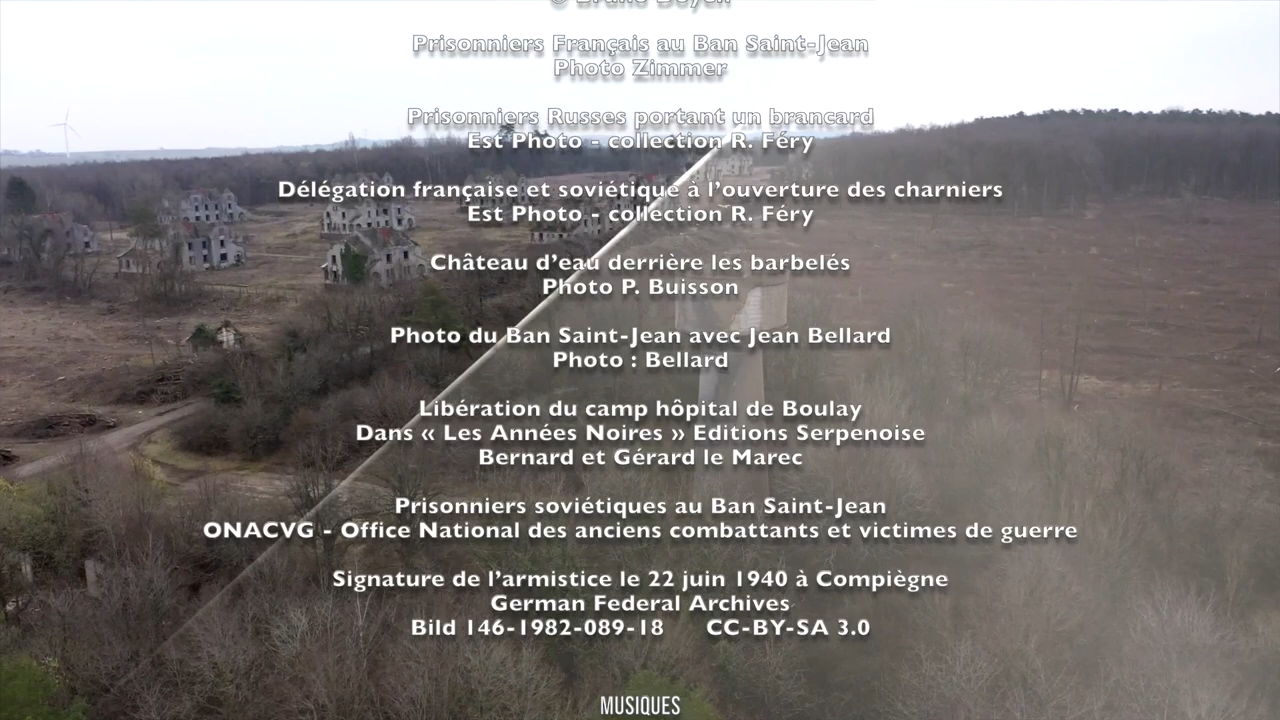 Prisonniers Français au Ban Saint-Jean
Photo Zimmer
Prisonniers Russes portant un brancard
Est Photo - collection R. Féry
Délégation française et soviétique à l’ouverture des charniers
Est Photo - collection R. Féry
Château d’eau derrière les barbelés
Photo P. Buisson
Photo du Ban Saint-Jean avec Jean Bellard
Photo : Bellard
Libération du camp hôpital de Boulay
Dans « Les Années Noires » Editions Serpenoise
Bernard et Gérard le Marec
Prisonniers soviétiques au Ban Saint-Jean
ONACVG - Office National des anciens combattants et victimes de guerre
Signature de l’armistice le 22 juin 1940 à Compiègne
German Federal Archives
Bild 146-1982-089-18 CC-BY-SA 3.0
MUSIQUES